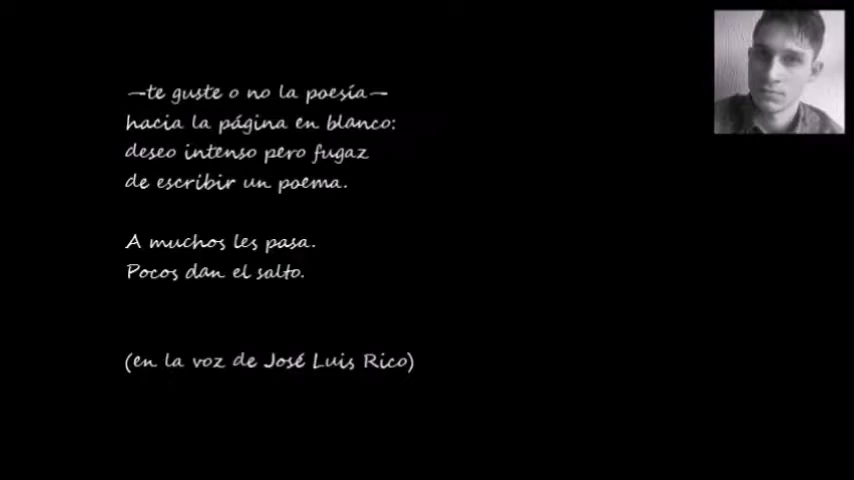 —te guste o no la poesía—
hacia la página en blanco:
deseo intenso pero fugaz
de escribir un poema.
A muchos les pasa.
Pocos dan el salto.
(en la voz de José Luis Rico)